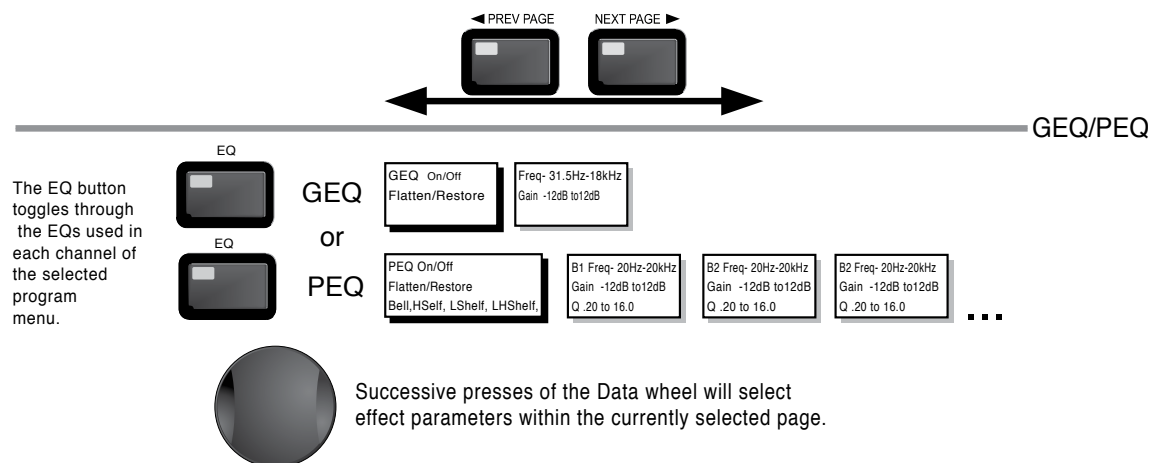 ◄ PREV PAGE
NEXT PAGE ►
GEQ/PEQ
The EQ button
toggles through
the EQs used in
each channel of
the selected
program
menu.
EQ
GEQ
GEQ On/Off
Flatten/Restore
Freq- 31.5Hz-18kHz
Gain -12dB to12dB
or
EQ
PEQ
PEQ On/Off
Flatten/Restore
Bell,HSelf, LShelf, LHShelf,
B1 Freq- 20Hz-20kHz
Gain -12dB to12dB
Q .20 to 16.0
B2 Freq- 20Hz-20kHz
Gain -12dB to12dB
Q .20 to 16.0
B2 Freq- 20Hz-20kHz
Gain -12dB to12dB
Q .20 to 16.0
...
Successive presses of the Data wheel will select
effect parameters within the currently selected page.